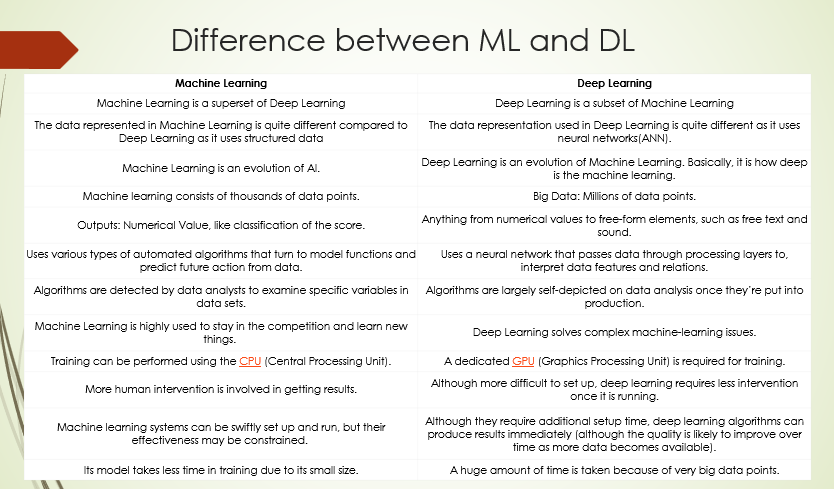 Difference between ML and DL
Machine Learning
Deep Learning
Machine Learning is a superset of Deep Learning
Deep Learning is a subset of Machine Learning
The data represented in Machine Learning is quite different compared to
Deep Learning as it uses structured data
The data representation used in Deep Learning is quite different as it uses
neural networks(ANN).
Machine Learning is an evolution of AI.
Deep Learning is an evolution of Machine Learning. Basically, it is how deep
is the machine learning.
Machine learning consists of thousands of data points.
Big Data: Millions of data points.
Outputs: Numerical Value, like classification of the score.
Anything from numerical values to free-form elements, such as free text and
sound.
Uses various types of automated algorithms that turn to model functions and
predict future action from data.
Uses a neural network that passes data through processing layers to,
interpret data features and relations.
Algorithms are detected by data analysts to examine specific variables in
data sets.
Algorithms are largely self-depicted on data analysis once they're put into
production.
Machine Learning is highly used to stay in the competition and learn new
things.
Deep Learning solves complex machine-learning issues.
Training can be performed using the CPU (Central Processing Unit).
A dedicated GPU (Graphics Processing Unit) is required for training.
More human intervention is involved in getting results.
Although more difficult to set up, deep learning requires less intervention
once it is running.
Machine learning systems can be swiftly set up and run, but their
effectiveness may be constrained.
Although they require additional setup time, deep learning algorithms can
produce results immediately (although the quality is likely to improve over
time as more data becomes available).
Its model takes less time in training due to its small size.
A huge amount of time is taken because of very big data points.